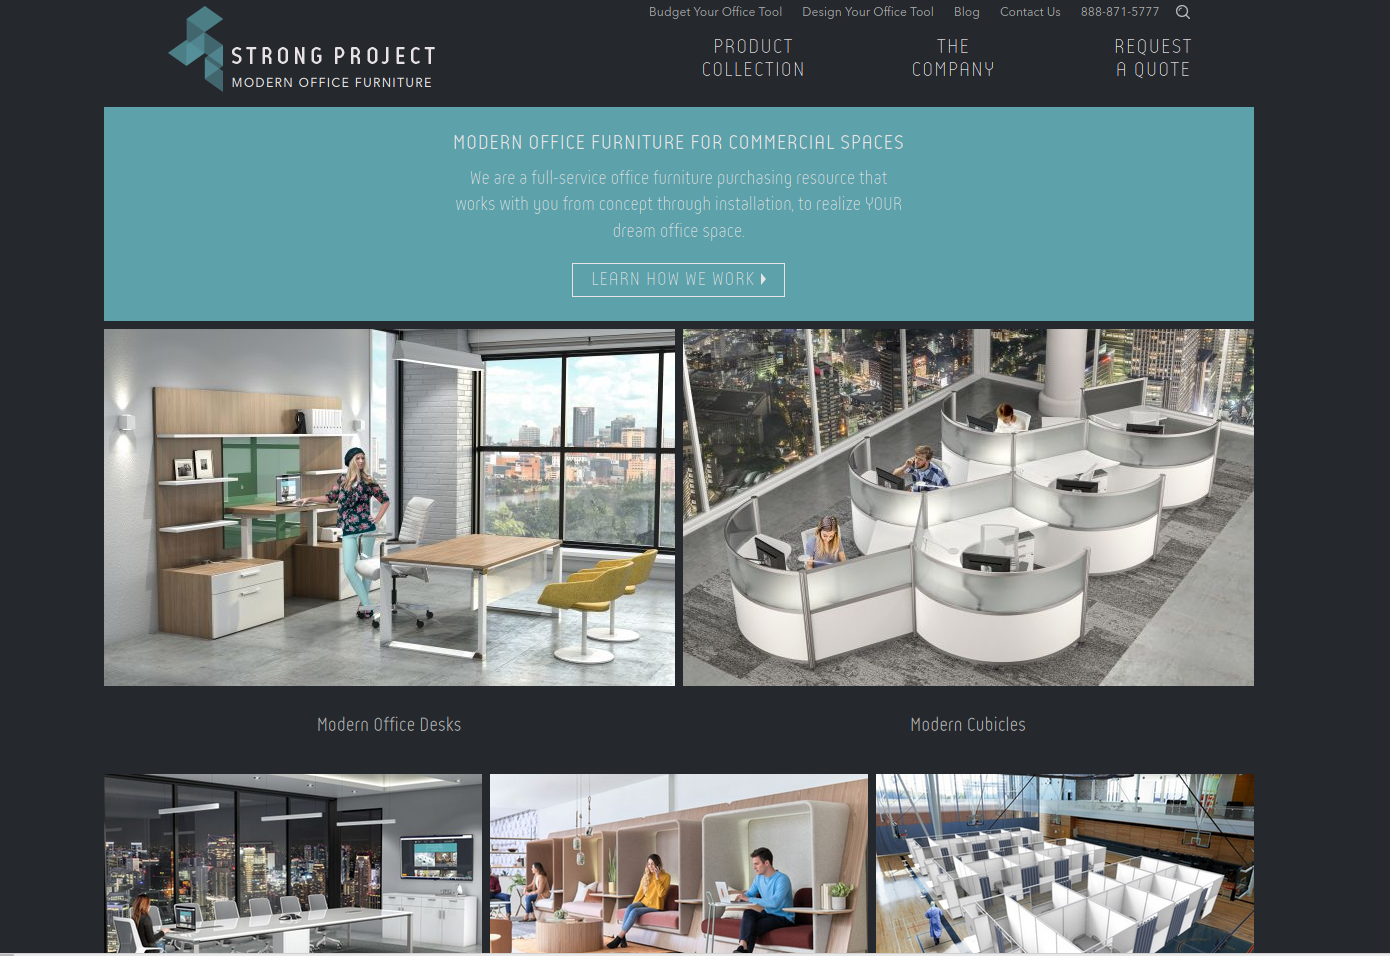 Budget Your Office Tool
Design Your Office Tool
Blog
Contact Us
888-871-5777
STRONG PROJECT
MODERN OFFICE FURNITURE
PRODUCT
COLLECTION
THE
COMPANY
REQUEST
A QUOTE
MODERN OFFICE FURNITURE FOR COMMERCIAL SPACES
We are a full-service office furniture purchasing resource that
works with you from concept through installation, to realize YOUR
dream office space.
LEARN HOW WE WORK
Modern Office Desks
Modern Cubicles